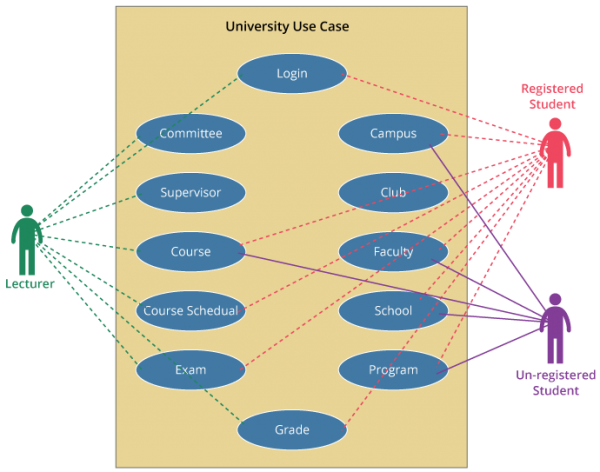 University Use Case
Login
Registered
Student
Committee
Campus
Supervisor
Club
Lecturer
Course
Faculty
Course Schedual
School
Exam
Program
Un-registered
Student
Grade